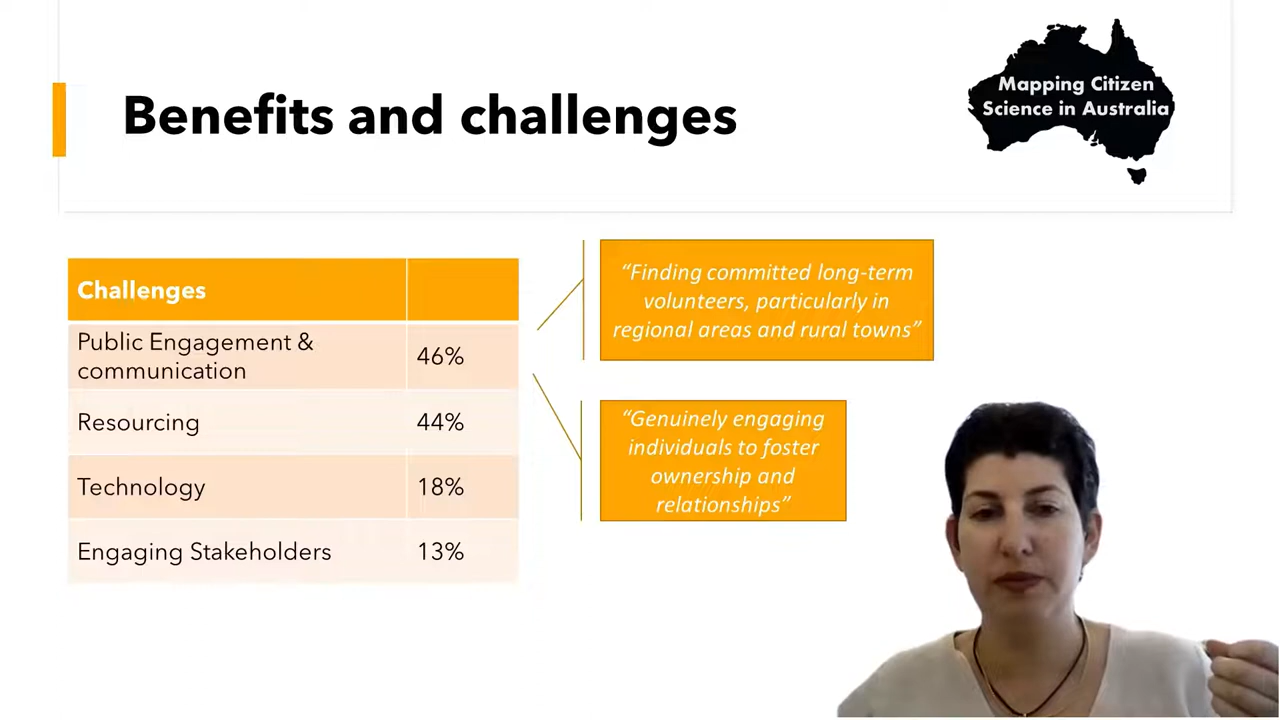 Benefits and challenges
Mapping Citizen
Science in Australia
Challenges
Public Engagement &
communication
46%
Resourcing
44%
Technology
18%
Engaging Stakeholders
13%
“Finding committed long-term
volunteers, particularly in
regional areas and rural towns”
“Genuinely engaging
individuals to foster
ownership and
relationships”